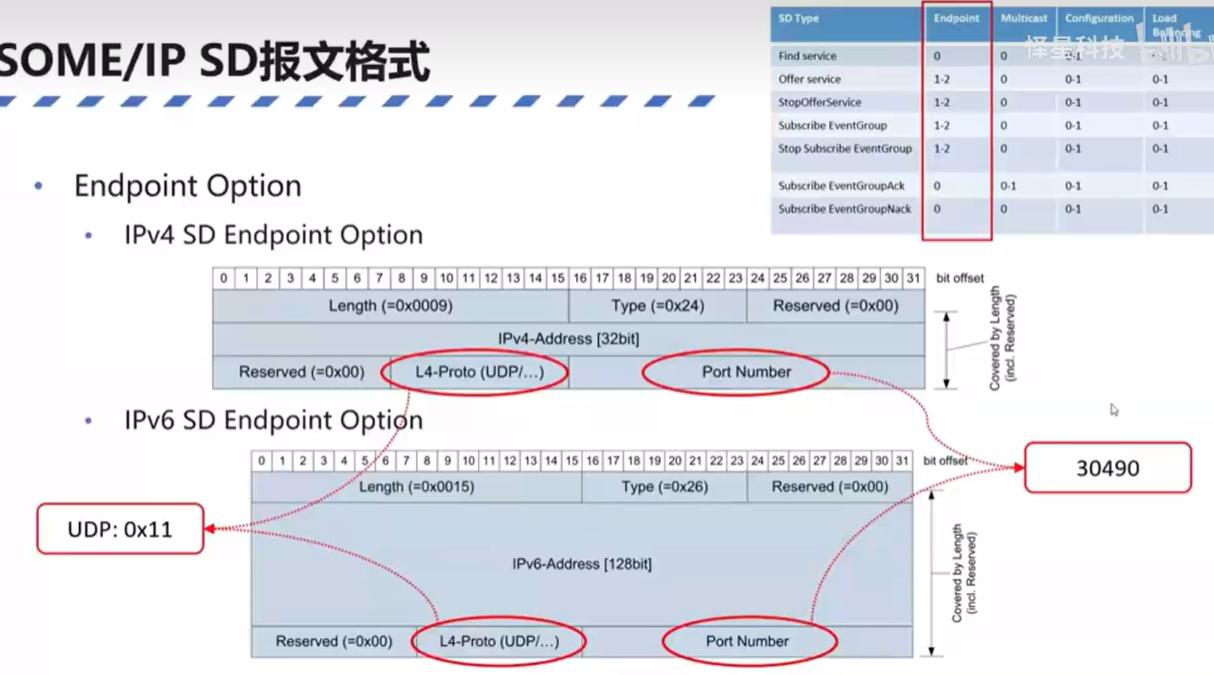 SOME/IP SD报文格式
SD Type Endpoint Multicast Configuration Load Balancing
怿星科技 bilibili
Find service 0 0 0-1 0-1
Offer service 1-2 0 0-1 0-1
StopOfferService 1-2 0 0-1 0-1
Subscribe EventGroup 1-2 0 0-1 0-1
Stop Subscribe EventGroup 1-2 0 0-1 0-1
Subscribe EventGroupAck 0 0-1 0-1 0-1
Subscribe EventGroupNack 0 0 0-1 0-1
• Endpoint Option
• IPv4 SD Endpoint Option
0 1 2 3 4 5 6 7 8 9 10 11 12 13 14 15 16 17 18 19 20 21 22 23 24 25 26 27 28 29 30 31 bit offset
Length (=0x0009) Type (=0x24) Reserved (=0x00)
IPv4-Address [32bit]
Reserved (=0x00) L4-Proto (UDP/...) Port Number
Covered by Length
(incl. Reserved)
• IPv6 SD Endpoint Option
0 1 2 3 4 5 6 7 8 9 10 11 12 13 14 15 16 17 18 19 20 21 22 23 24 25 26 27 28 29 30 31 bit offset
Length (=0x0015) Type (=0x26) Reserved (=0x00)
IPv6-Address [128bit]
Reserved (=0x00) L4-Proto (UDP/...) Port Number
Covered by Length
(incl. Reserved)
UDP: 0x11
30490